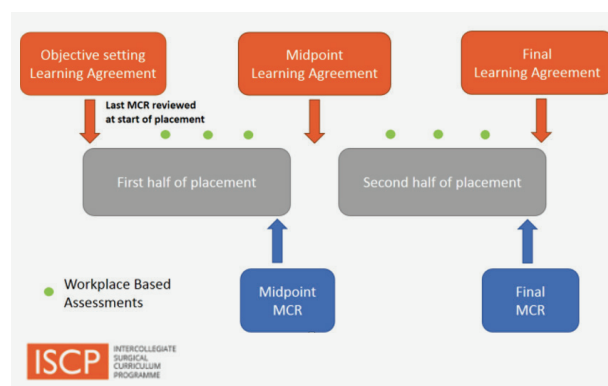 Objective setting
Learning Agreement
Midpoint
Learning Agreement
Final
Learning Agreement
Last MCR reviewed
at start of placement
First half of placement
Second half of placement
Workplace Based
Assessments
Midpoint
MCR
Final
MCR
ISCP
INTERCOLLEGIATE
SURGICAL
CURRICULUM
PROGRAMME